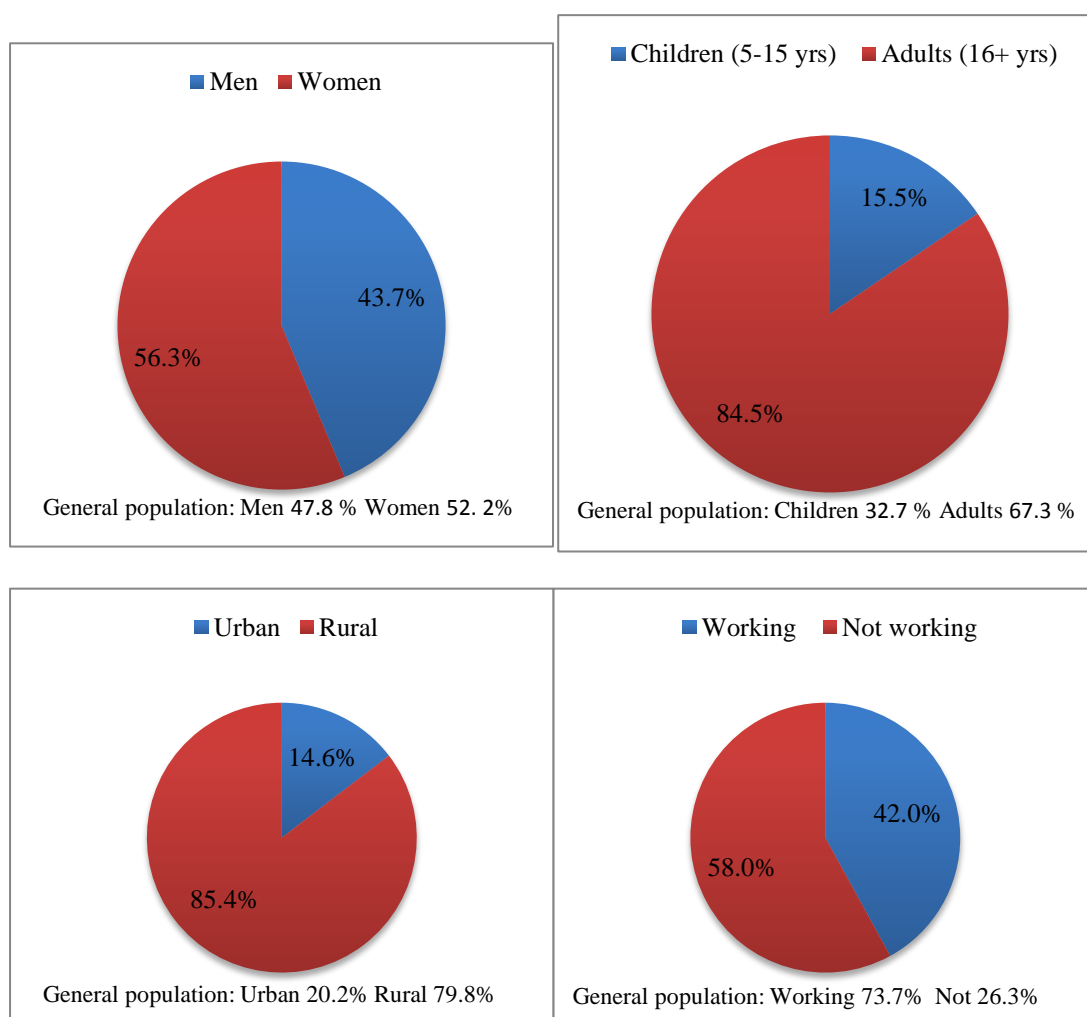 Men Women
43.7%
56.3%
General population: Men 47.8 % Women 52. 2%
Children (5-15 yrs) Adults (16+ yrs)
15.5%
84.5%
General population: Children 32.7 % Adults 67.3 %
Urban Rural
14.6%
85.4%
General population: Urban 20.2% Rural 79.8%
Working Not working
42.0%
58.0%
General population: Working 73.7% Not 26.3%